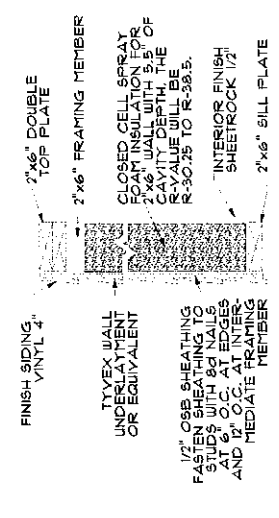 FINISH SIDING
VINYL 4"
TYVEX WALL
UNDERLAYMENT
OR EQUIVALENT
1/2" OSB SHEATHING
FASTEN SHEATHING TO
STUDS WITH 8d NAILS
AT 6" O.C. AT EDGES
AND 12" O.C. AT INTER-
MEDIATE FRAMING
MEMBER
2"x6" DOUBLE
TOP PLATE
2"x6" FRAMING MEMBER
CLOSED CELL SPRAY
FOAM INSULATION FOR
2"x6" WALL WITH 5.5" OF
CAVITY DEPTH, THE
R-VALUE WILL BE
R-30.25 TO R-38.5.
INTERIOR FINISH
SHEETROCK 1/2"
2"x6" SILL PLATE